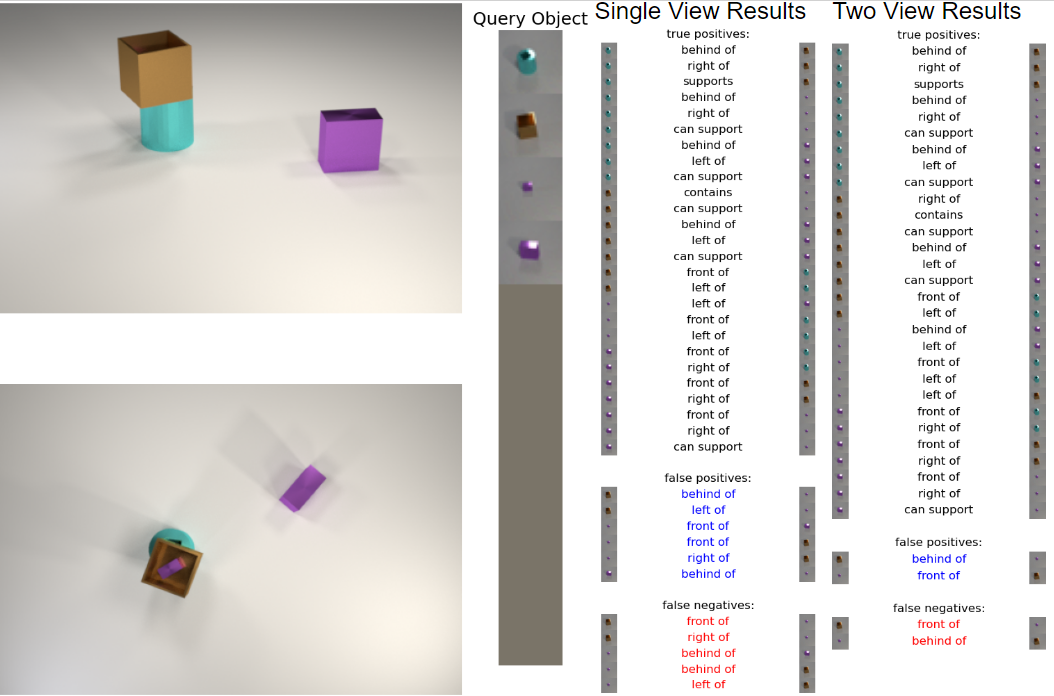 Query Object
Single View Results
true positives:
behind of
right of
supports
behind of
right of
can support
behind of
left of
can support
contains
can support
behind of
left of
can support
front of
left of
left of
front of
left of
front of
right of
front of
right of
front of
right of
can support
false positives:
behind of
left of
front of
front of
right of
behind of
false negatives:
front of
right of
behind of
behind of
left of
Two View Results
true positives:
behind of
right of
supports
behind of
right of
can support
behind of
left of
can support
right of
contains
can support
behind of
left of
can support
front of
left of
behind of
left of
front of
left of
left of
front of
right of
front of
right of
front of
right of
can support
false positives:
behind of
front of
false negatives:
front of
behind of